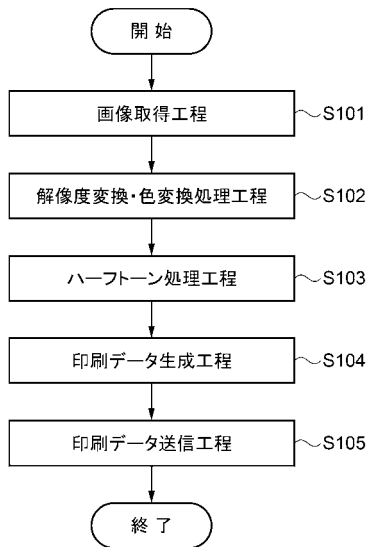 開 始
画像取得工程 S101
解像度変換・色変換処理工程 S102
ハーフトーン処理工程 S103
印刷データ生成工程 S104
印刷データ送信工程 S105
終 了